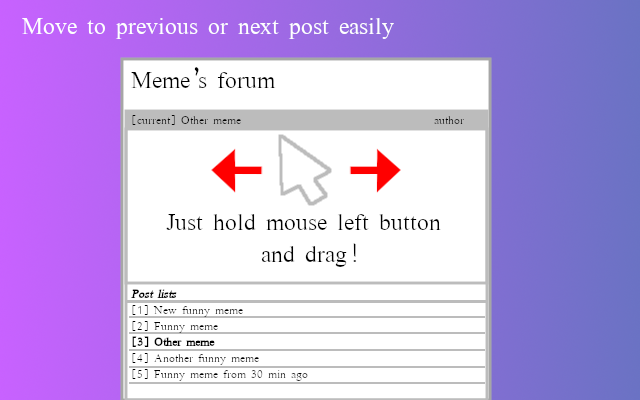 Move to previous or next post easily
Meme's forum
[current] Other meme author
Just hold mouse left button
and drag!
Post lists
[1] New funny meme
[2] Funny meme
[3] Other meme
[4] Another funny meme
[5] Funny meme from 30 min ago